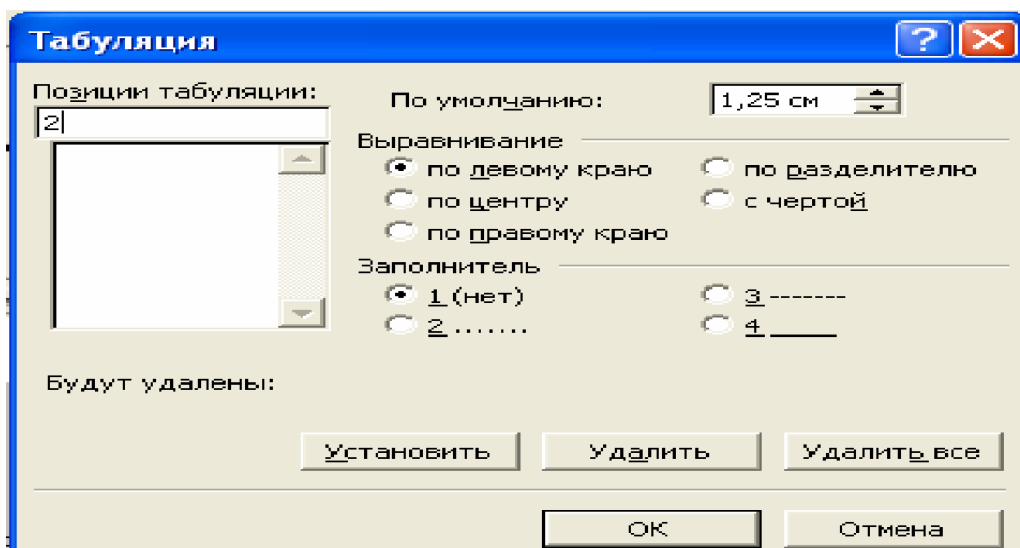 Табуляция
Позиции табуляции:
2
По умолчанию:
1,25 см
Выравнивание
по левому краю
по разделителю
по центру
с чертой
по правому краю
Заполнитель
1 (нет)
3 -------
2 .......
4 _____
Будут удалены:
Установить
Удалить
Удалить все
ОК
Отмена